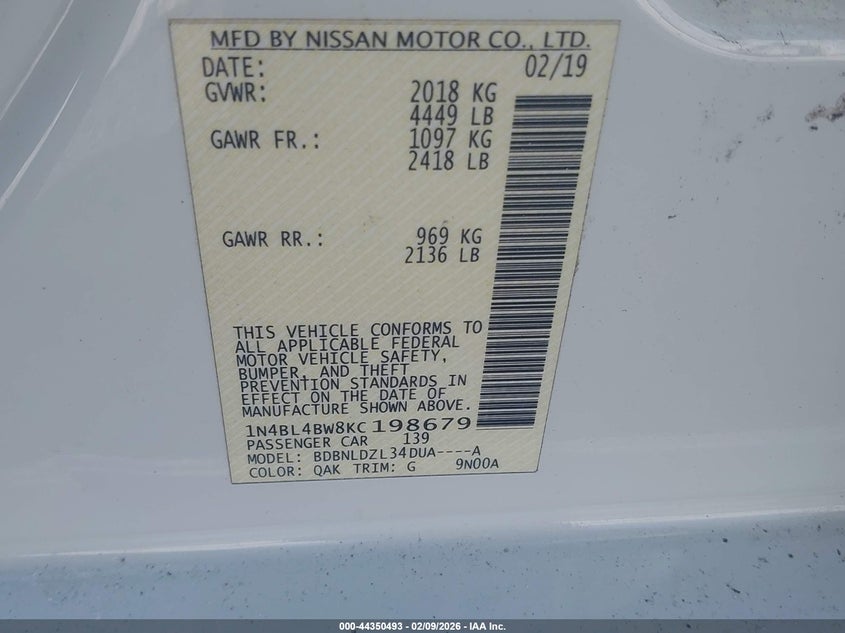 MFD BY NISSAN MOTOR CO., LTD.
DATE: 02/19
GVWR: 2018 KG
4449 LB
GAWR FR.: 1097 KG
2418 LB
GAWR RR.: 969 KG
2136 LB
THIS VEHICLE CONFORMS TO
ALL APPLICABLE FEDERAL
MOTOR VEHICLE SAFETY,
BUMPER, AND THEFT
PREVENTION STANDARDS IN
EFFECT ON THE DATE OF
MANUFACTURE SHOWN ABOVE.
1N4BL4BW8KC198679
PASSENGER CAR 139
MODEL: BDBNLDZL34DUA----A
COLOR: QAK TRIM: G 9N00A
000-44350493 - 02/09/2026 - IAA Inc.